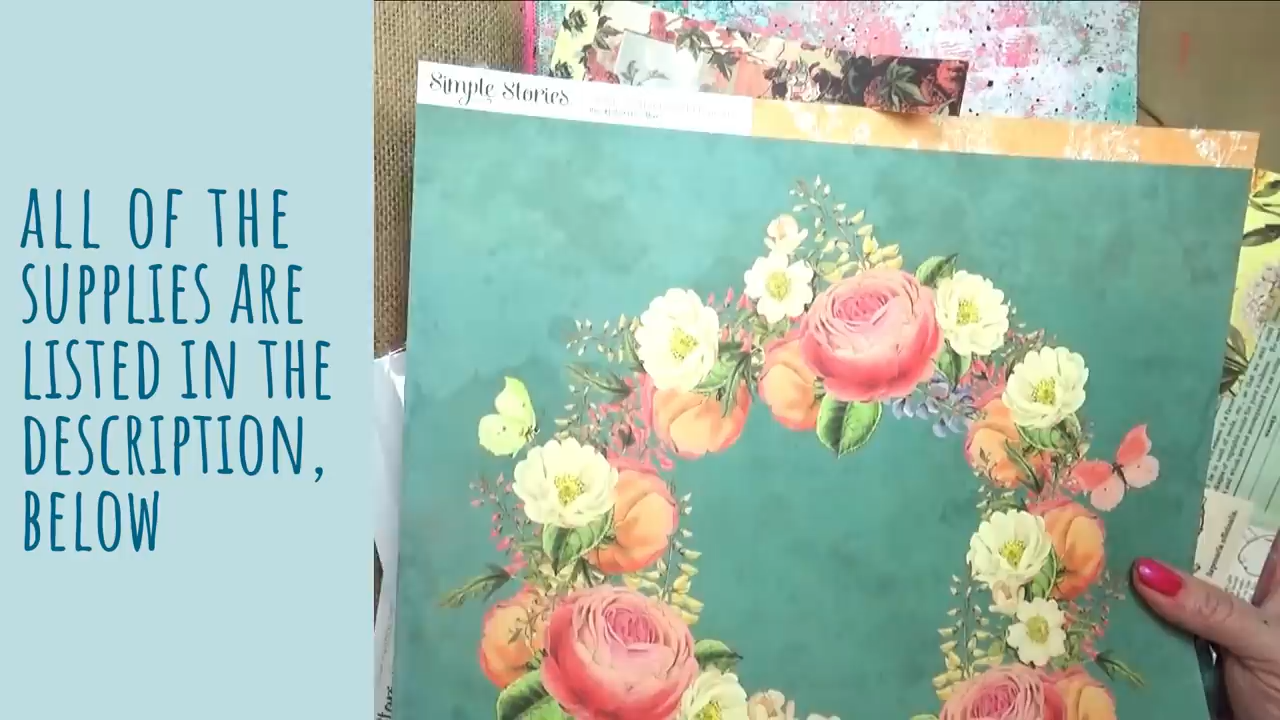 ALL OF THE
SUPPLIES ARE
LISTED IN THE
DESCRIPTION,
BELOW
Simple Stories